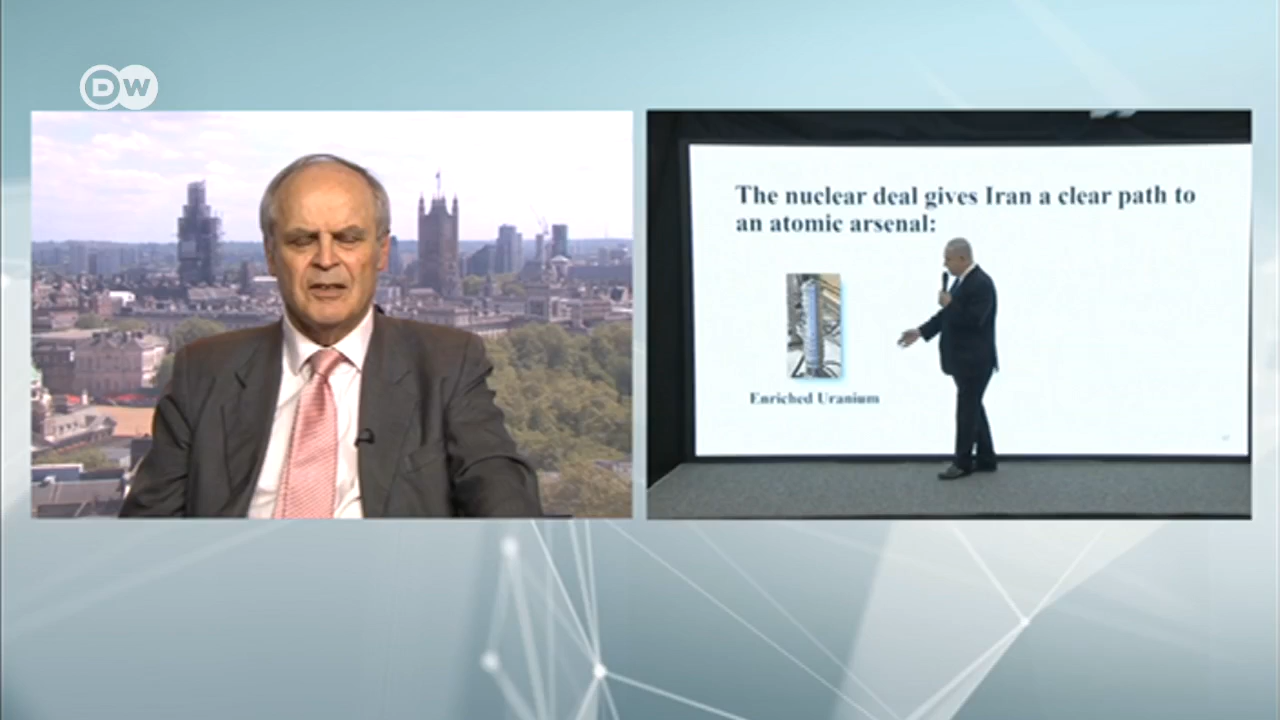 DW
The nuclear deal gives Iran a clear path to
an atomic arsenal:
Enriched Uranium